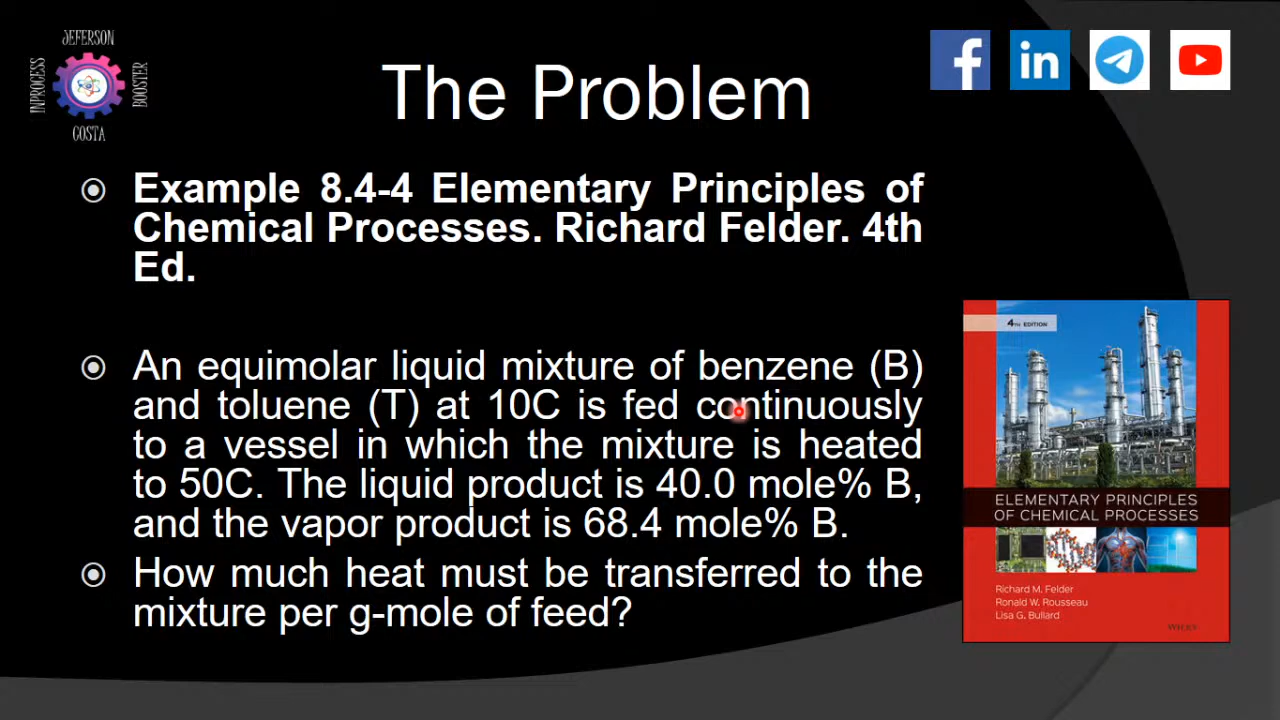 JEFERSON
INPROCESS
BOOSTER
COSTA
The Problem
f
in
Example 8.4-4 Elementary Principles of
Chemical Processes. Richard Felder. 4th
Ed.
An equimolar liquid mixture of benzene (B)
and toluene (T) at 10C is fed continuously
to a vessel in which the mixture is heated
to 50C. The liquid product is 40.0 mole% B,
and the vapor product is 68.4 mole% B.
How much heat must be transferred to the
mixture per g-mole of feed?
4TH EDITION
ELEMENTARY PRINCIPLES
OF CHEMICAL PROCESSES
Richard M. Felder
Ronald W. Rousseau
Lisa G. Bullard
WILEY